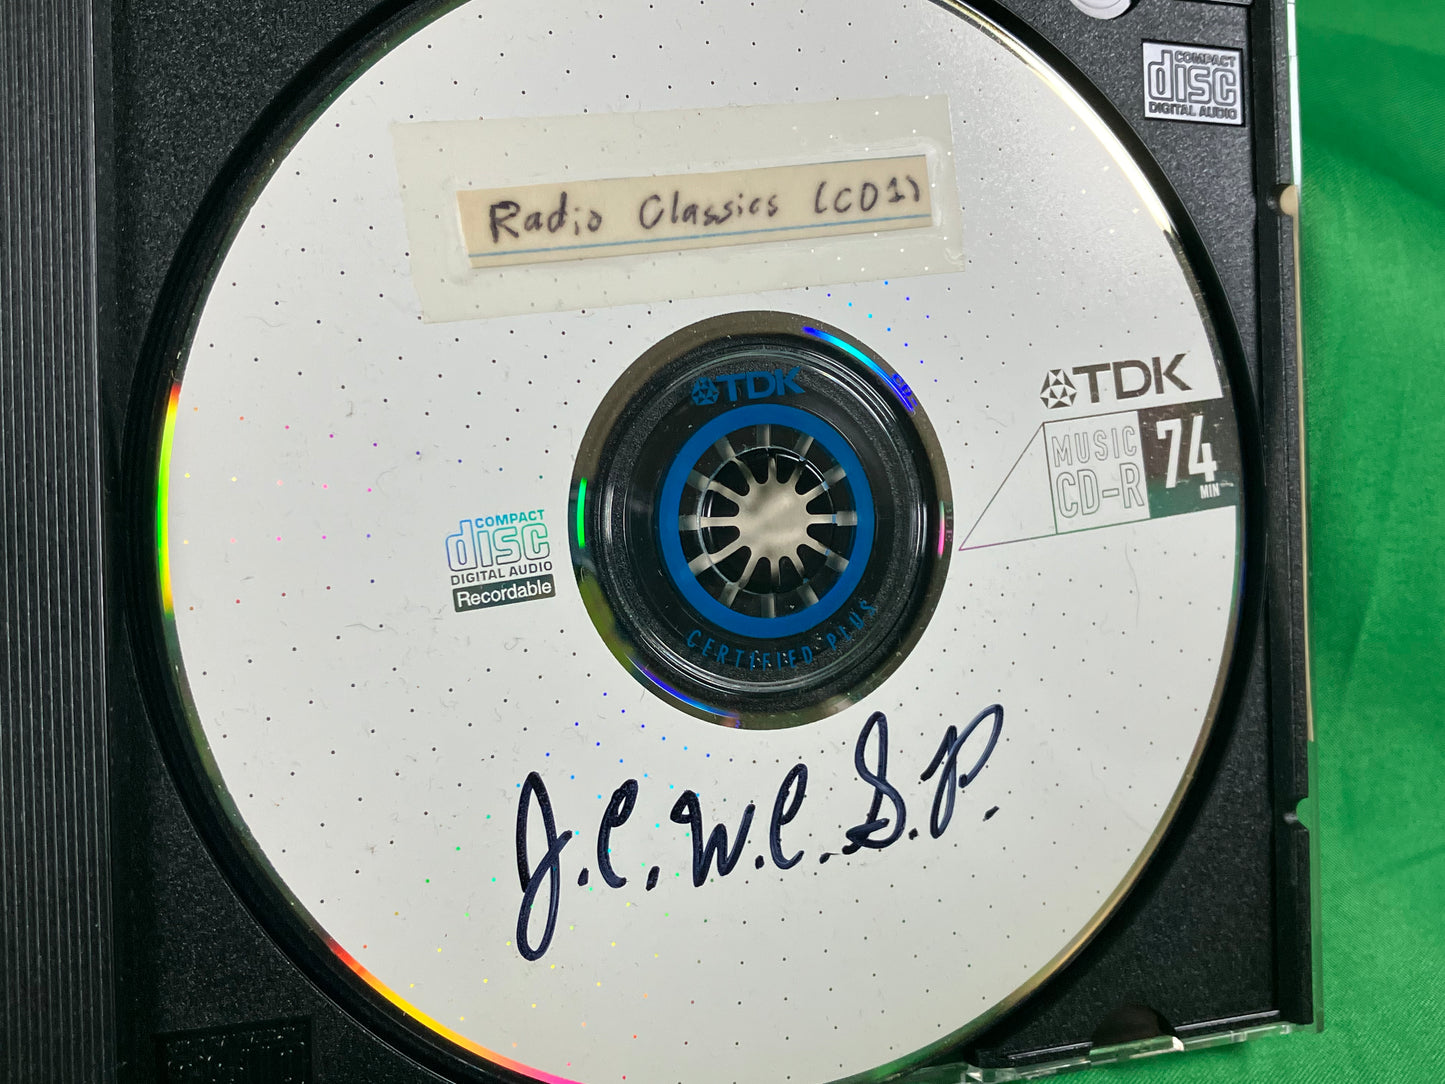 COMPACT
disc
DIGITAL AUDIO
Radio Classics (CD1)
TDK
TDK
MUSIC
CD-R
74
MIN
COMPACT
disc
DIGITAL AUDIO
Recordable
CERTIFIED PLUS
J.C.W.C.S.P.